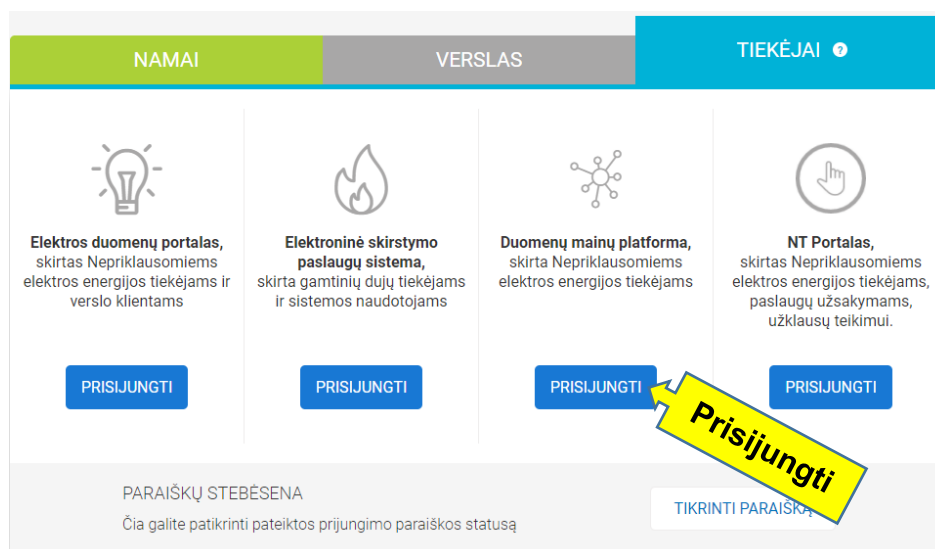 NAMAI
VERSLAS
TIEKĖJAI ?
Elektros duomenų portalas,
skirtas Nepriklausomiems
elektros energijos tiekėjams ir
verslo klientams
PRISIJUNGTI
Elektroninė skirstymo
paslaugų sistema,
skirta gamtinių dujų tiekėjams
ir sistemos naudotojams
PRISIJUNGTI
Duomenų mainų platforma,
skirta Nepriklausomiems
elektros energijos tiekėjams
PRISIJUNGTI
NT Portalas,
skirtas Nepriklausomiems
elektros energijos tiekėjams,
paslaugų užsakymams,
užklausų teikimui.
PRISIJUNGTI
Prisijungti
PARAIŠKŲ STEBĖSENA
Čia galite patikrinti pateiktos prijungimo paraiškos statusą
TIKRINTI PARAIŠKĄ